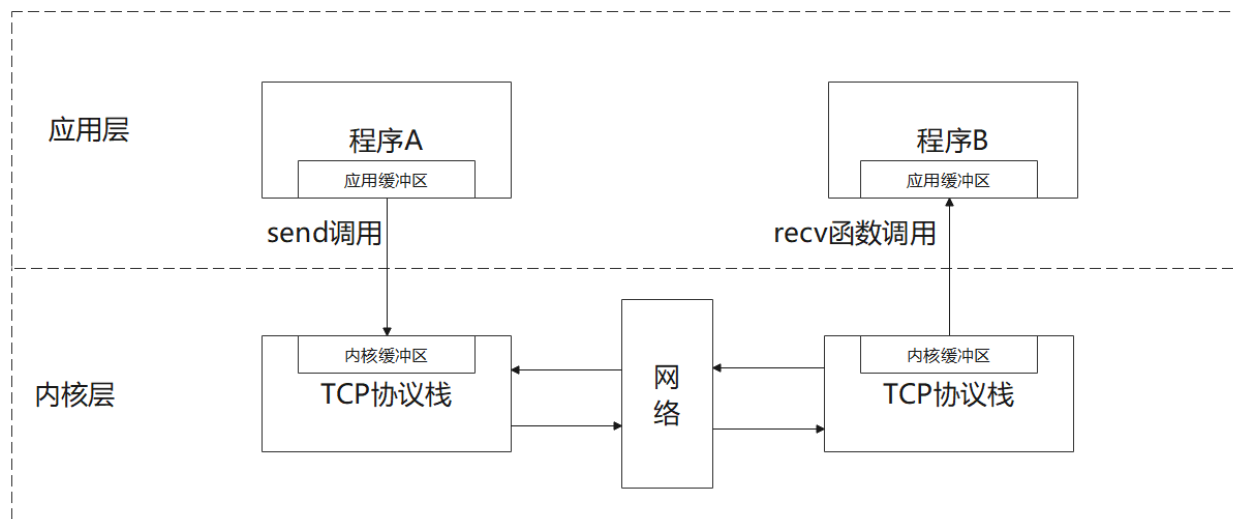 应用层
程序A
应用缓冲区
程序B
应用缓冲区
send调用
recv函数调用
内核层
内核缓冲区
TCP协议栈
网
络
内核缓冲区
TCP协议栈